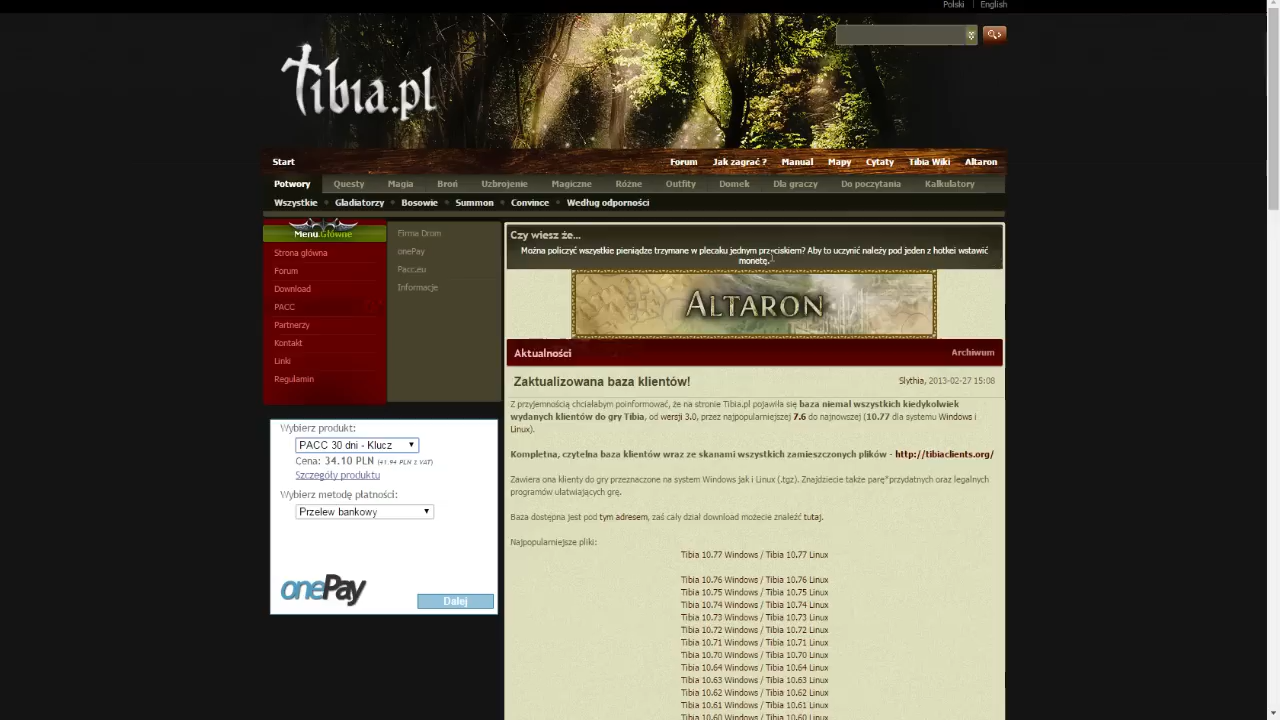 Polski | English
Tibia.pl
Start
Forum Jak zagrać ? Manual Mapy Cytaty Tibia Wiki Altaron
Potwory Questy Magia Broń Uzbrojenie Magiczne Różne Outfity Domek Dla graczy Do poczytania Kalkulatory
Wszystkie Gladiatorzy Bosowie Summon Convince Według odporności
Menu.Główne
Strona główna
Forum
Download
PACC
Partnerzy
Kontakt
Linki
Regulamin
Firma Drom
onePay
Pacc.eu
Informacje
Wybierz produkt:
PACC 30 dni - Klucz
Cena: 34.10 PLN (41.94 PLN z VAT)
Szczegóły produktu
Wybierz metodę płatności:
Przelew bankowy
onePay
Dalej
Czy wiesz że...
Można policzyć wszystkie pieniądze trzymane w plecaku jednym przyciskiem? Aby to uczynić należy pod jeden z hotkei wstawić
monetę.
ALTARON
Aktualności
Archiwum
Zaktualizowana baza klientów!
Slythia, 2013-02-27 15:08
Z przyjemnością chciałabym poinformować, że na stronie Tibia.pl pojawiła się baza niemal wszystkich kiedykolwiek
wydanych klientów do gry Tibia, od wersji 3.0, przez najpopularniejszą 7.6 do najnowszej (10.77 dla systemu Windows i
Linux).
Kompletna, czytelna baza klientów wraz ze skanami wszystkich zamieszczonych plików - http://tibiaclients.org/
Zawiera ona klienty do gry przeznaczone na system Windows jak i Linux (.tgz). Znajdziecie także parę przydatnych oraz legalnych
programów ułatwiających grę.
Baza dostępna jest pod tym adresem, zaś cały dział download możecie znaleźć tutaj.
Najpopularniejsze pliki:
Tibia 10.77 Windows / Tibia 10.77 Linux
Tibia 10.76 Windows / Tibia 10.76 Linux
Tibia 10.75 Windows / Tibia 10.75 Linux
Tibia 10.74 Windows / Tibia 10.74 Linux
Tibia 10.73 Windows / Tibia 10.73 Linux
Tibia 10.72 Windows / Tibia 10.72 Linux
Tibia 10.71 Windows / Tibia 10.71 Linux
Tibia 10.70 Windows / Tibia 10.70 Linux
Tibia 10.64 Windows / Tibia 10.64 Linux
Tibia 10.63 Windows / Tibia 10.63 Linux
Tibia 10.62 Windows / Tibia 10.62 Linux
Tibia 10.61 Windows / Tibia 10.61 Linux
Tibia 10.60 Windows / Tibia 10.60 Linux